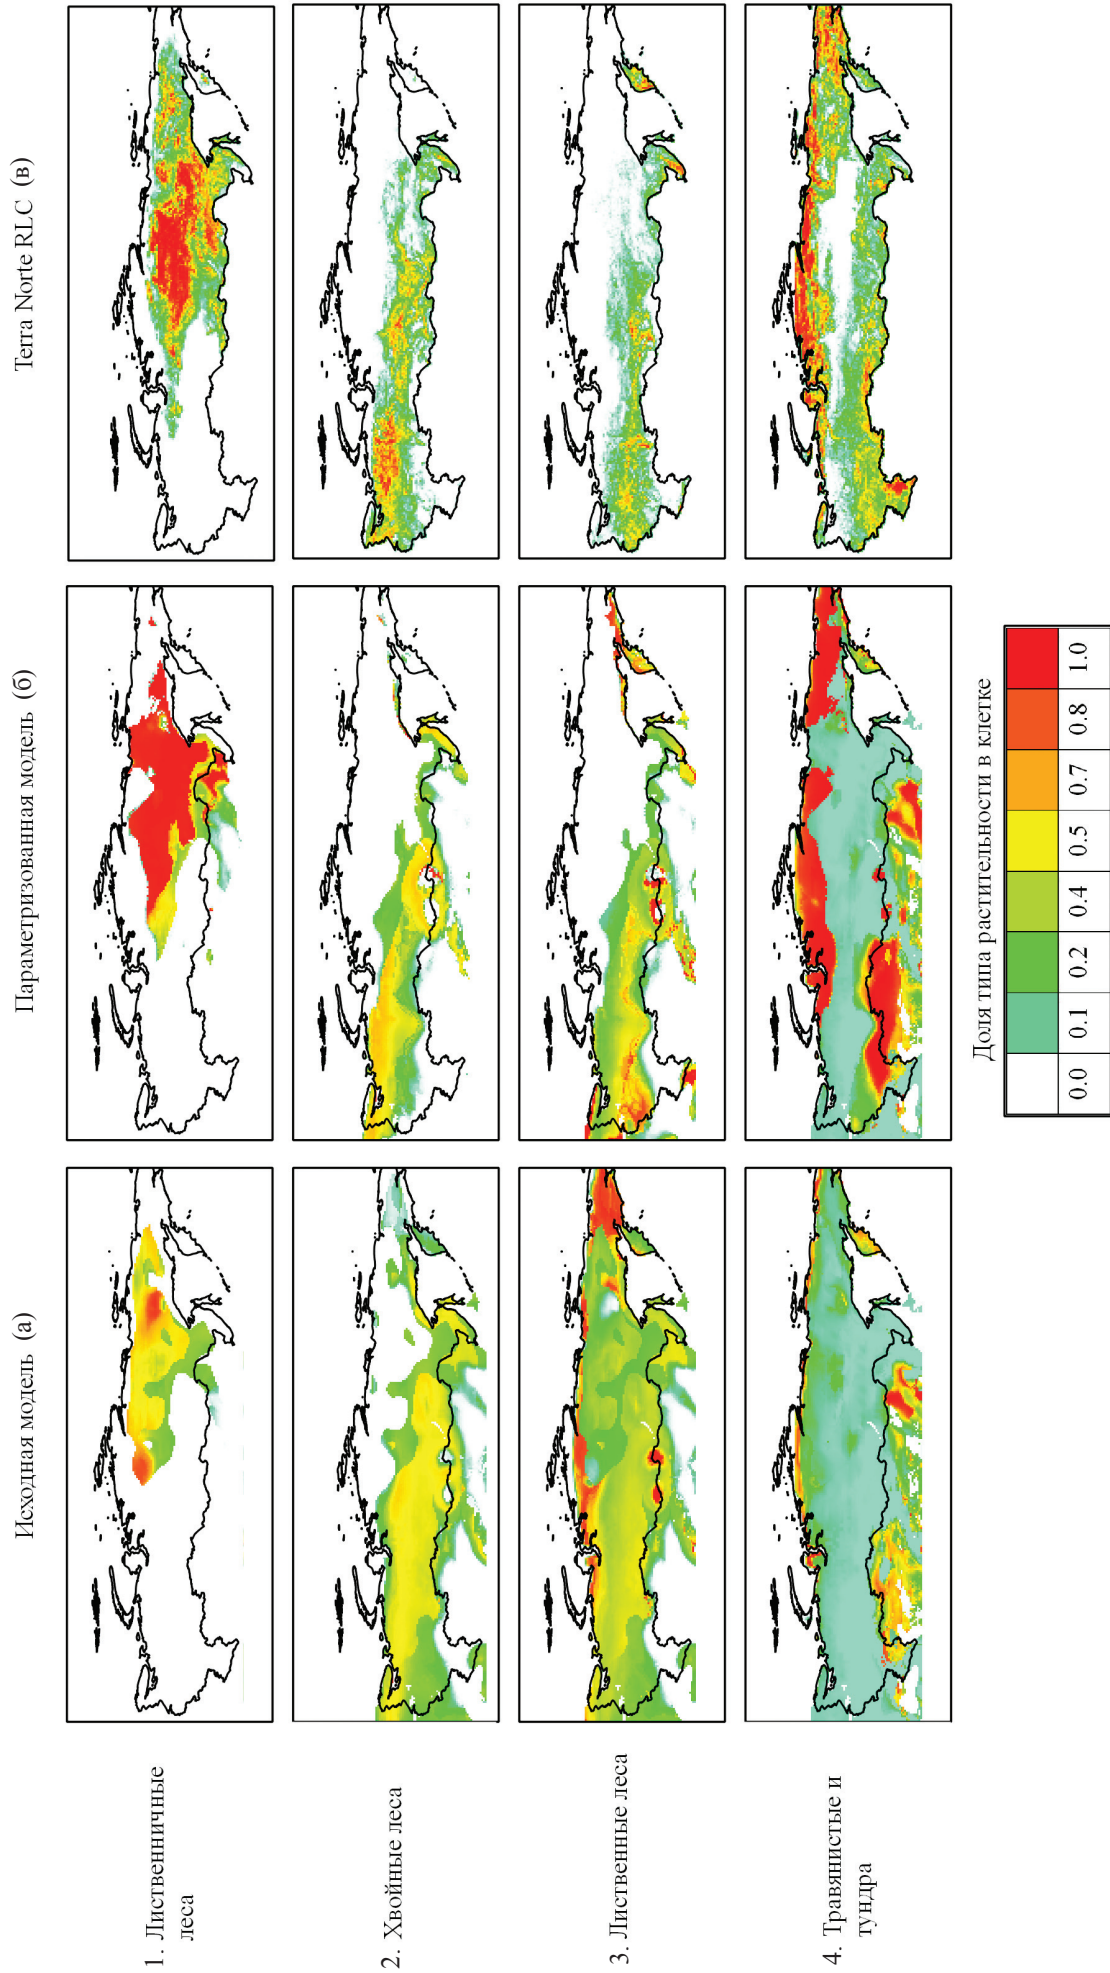 Исходная модель (а)
Параметризованная модель (б)
Terra Norte RLC (в)
1. Лиственничные
леса
2. Хвойные леса
3. Лиственные леса
4. Травянистые и
тундра
Доля типа растительности в клетке
0.0 0.1 0.2 0.4 0.5 0.7 0.8 1.0